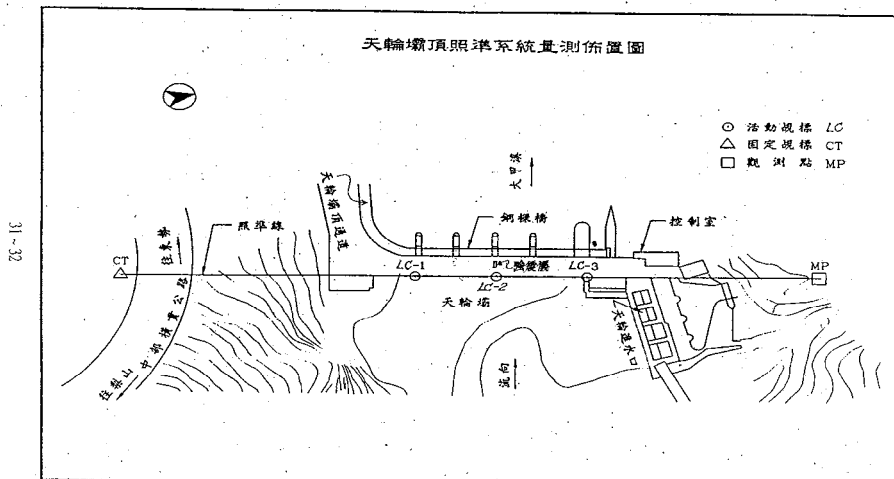 天輪壩頂照準系統量測佈置圖
活動覘標 LC
固定覘標 CT
觀測點 MP
大甲溪
天輪壩頂通道
鋼樑橋
控制室
照準線
往東勢
CT
LC-1
LC-3
MP
LC-2
天輪壩
天輪進水口
流向
中部橫貫公路
往梨山
31~32